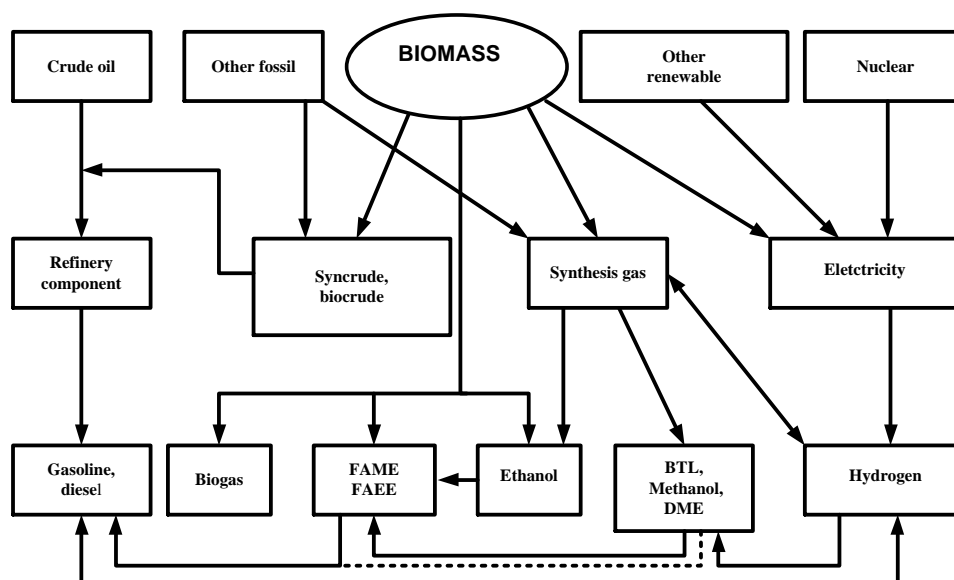 Crude oil
Other fossil
BIOMASS
Other
renewable
Nuclear
Refinery
component
Syncrude,
biocrude
Synthesis gas
Eletctricity
Gasoline,
diesel
Biogas
FAME
FAEE
Ethanol
BTL,
Methanol,
DME
Hydrogen